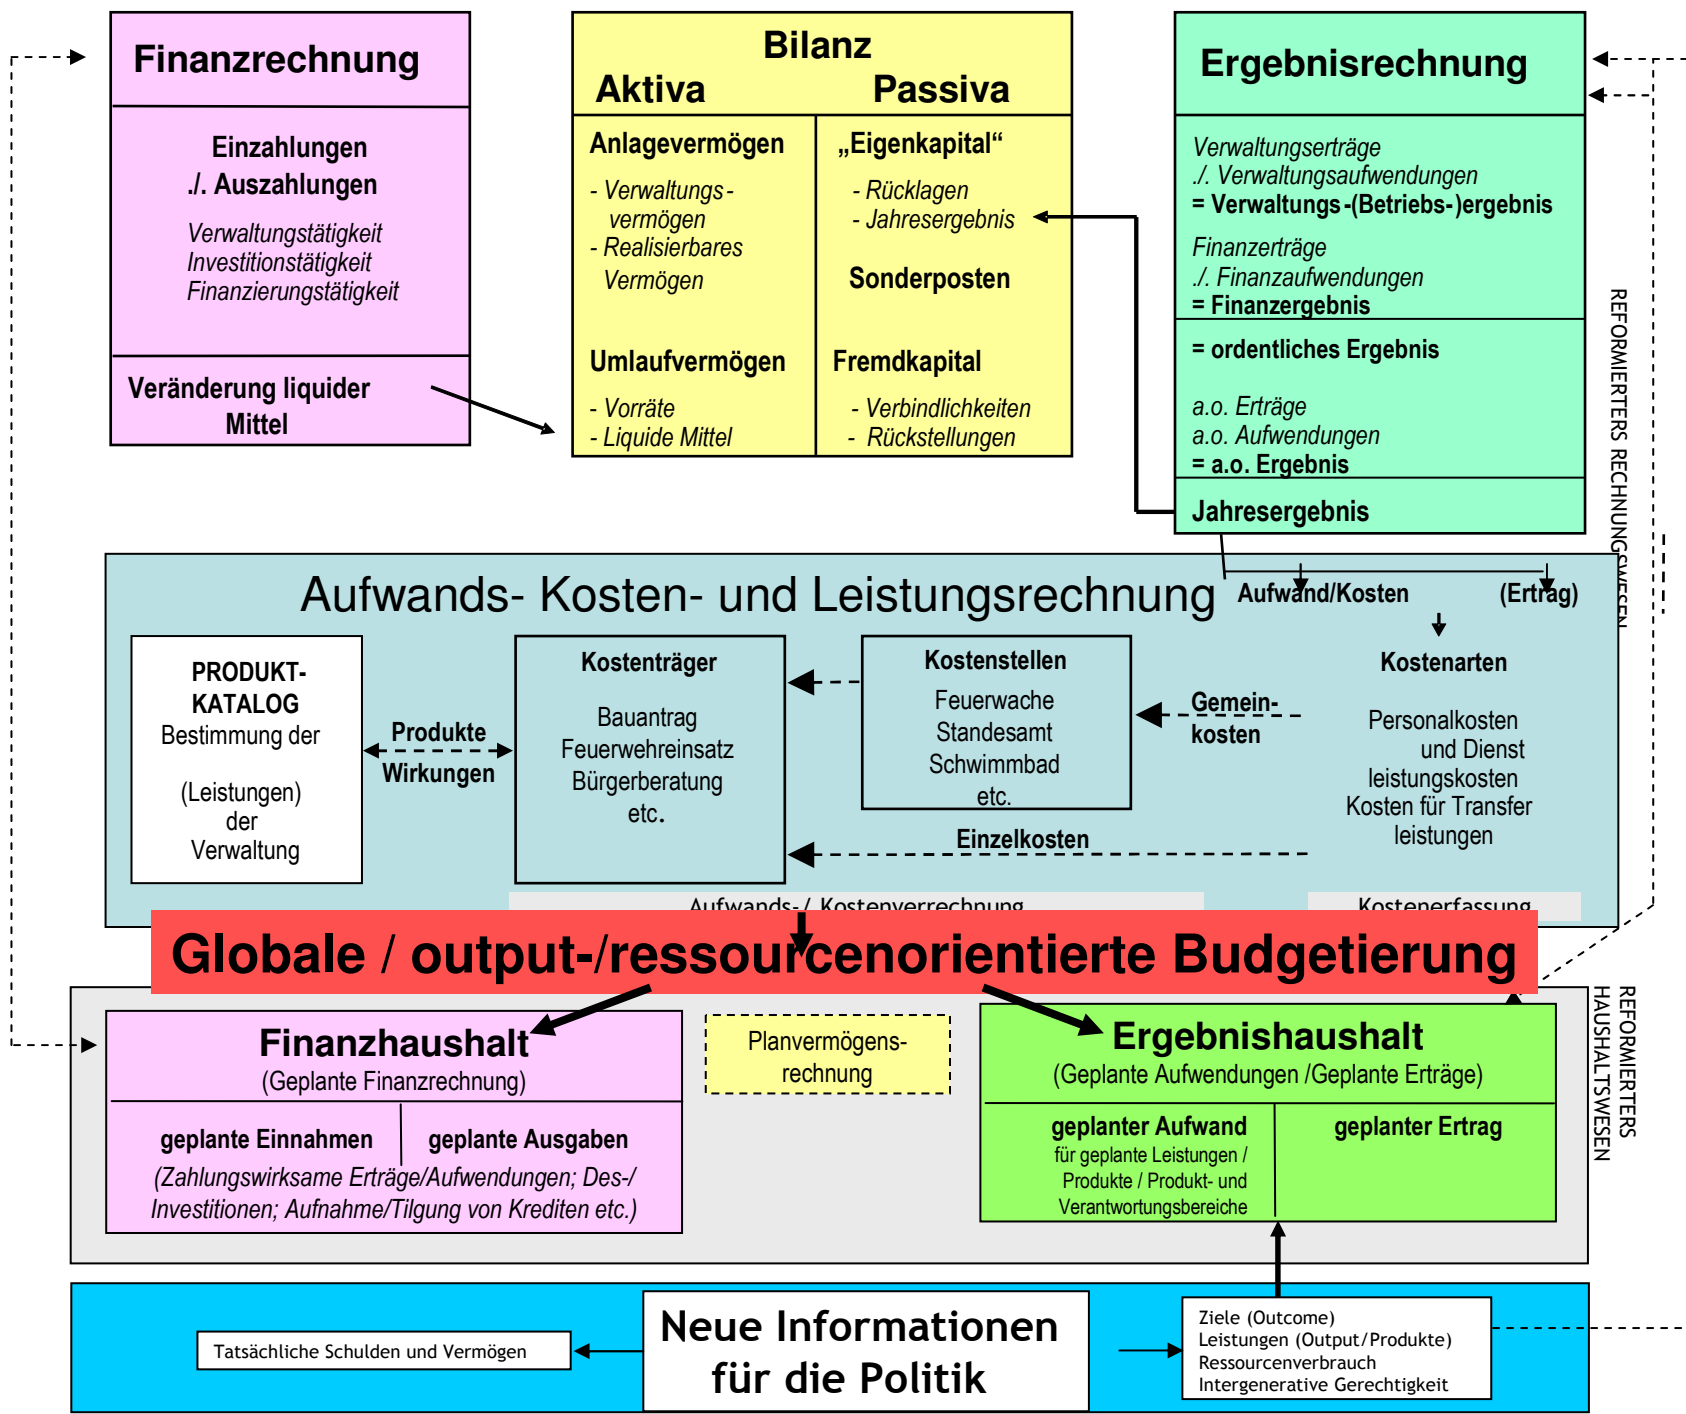 Finanzrechnung
Einzahlungen
./. Auszahlungen
Verwaltungstätigkeit
Investitionstätigkeit
Finanzierungstätigkeit
Veränderung liquider
Mittel
Bilanz
Aktiva
Passiva
Anlagevermögen
- Verwaltungs-
vermögen
- Realisierbares
Vermögen
Umlaufvermögen
- Vorräte
- Liquide Mittel
„Eigenkapital“
- Rücklagen
- Jahresergebnis
Sonderposten
Fremdkapital
- Verbindlichkeiten
- Rückstellungen
Ergebnisrechnung
Verwaltungserträge
./. Verwaltungsaufwendungen
= Verwaltungs-(Betriebs-)ergebnis
Finanzerträge
./. Finanzaufwendungen
= Finanzergebnis
= ordentliches Ergebnis
a.o. Erträge
a.o. Aufwendungen
= a.o. Ergebnis
Jahresergebnis
REFORMIERTERS RECHNUNGSWESEN
Aufwands- Kosten- und Leistungsrechnung
Aufwand/Kosten
(Ertrag)
PRODUKT-
KATALOG
Bestimmung der
(Leistungen)
der
Verwaltung
Produkte
Wirkungen
Kostenträger
Bauantrag
Feuerwehreinsatz
Bürgerberatung
etc.
Kostenstellen
Feuerwache
Standesamt
Schwimmbad
etc.
Gemein-
kosten
Einzelkosten
Kostenarten
Personalkosten
und Dienst
leistungskosten
Kosten für Transfer
leistungen
Aufwands-/ Kostenverrechnung
Kostenerfassung
Globale / output-/ressourcenorientierte Budgetierung
Finanzhaushalt
(Geplante Finanzrechnung)
geplante Einnahmen
geplante Ausgaben
(Zahlungswirksame Erträge/Aufwendungen; Des-/
Investitionen; Aufnahme/Tilgung von Krediten etc.)
Planvermögens-
rechnung
Ergebnishaushalt
(Geplante Aufwendungen /Geplante Erträge)
geplanter Aufwand
für geplante Leistungen /
Produkte / Produkt- und
Verantwortungsbereiche
geplanter Ertrag
REFORMIERTERS
HAUSHALTSWESEN
Tatsächliche Schulden und Vermögen
Neue Informationen
für die Politik
Ziele (Outcome)
Leistungen (Output/Produkte)
Ressourcenverbrauch
Intergenerative Gerechtigkeit